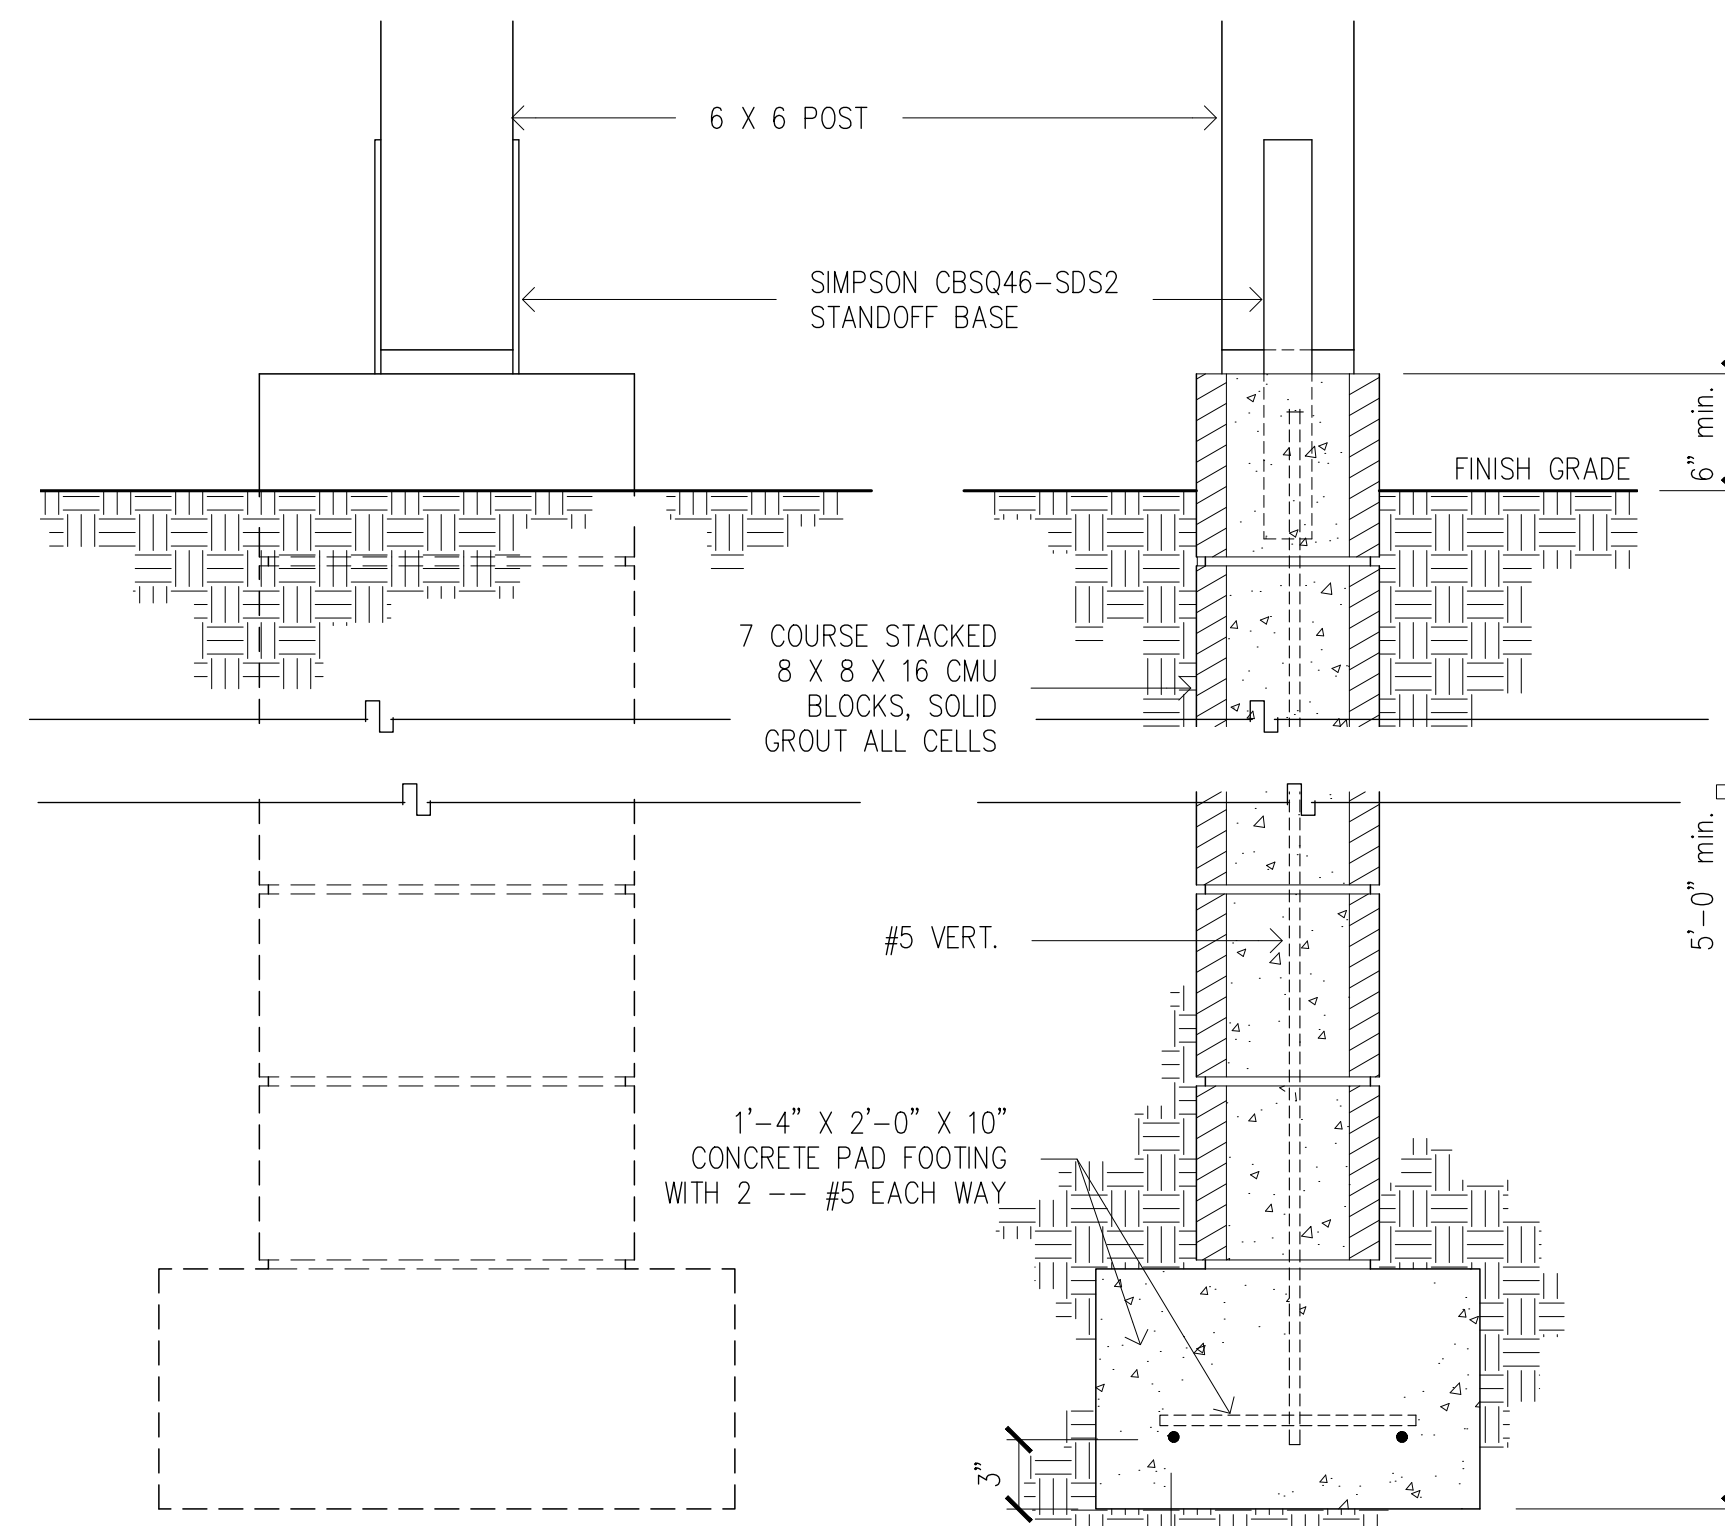 6 X 6 POST
SIMPSON CBSQ46-SDS2
STANDOFF BASE
6" min.
FINISH GRADE
7 COURSE STACKED
8 X 8 X 16 CMU
BLOCKS, SOLID
GROUT ALL CELLS
5'-0" min.
#5 VERT.
1'-4" X 2'-0" X 10"
CONCRETE PAD FOOTING
WITH 2 -- #5 EACH WAY
3"